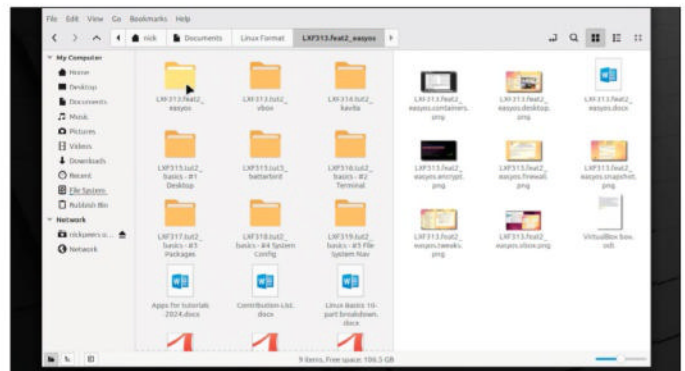 File Edit View Go Bookmarks Help
nick Documents Linux Format LXF313.feat2_easyos
My Computer
Home
Desktop
Documents
Music
Pictures
Videos
Downloads
Recent
File System
Rubbish Bin
Network
Network
LXF313.feat2_
easyos
LXF313.tut2_
vbox
LXF314.tut2_
kavita
LXF315.tut2_
basics - #1
Desktop
LXF315.tut3_
LXF316.tut2_
basics - #2
Terminal
LXF317.tut2_
basics - #3
Packages
LXF318.tut2_
basics - #4 System
Config
LXF319.tut2_
basics - #5 File
System Nav
Apps for tutorials
2024.docx
Contribution List.
docx
Linux Basics 10-
part breakdown.
docx
LXF313.feat2_
easyos.containers.
png
LXF313.feat2_
easyos.desktop.
png
LXF313.feat2_
easyos.docx
LXF313.feat2_
easyos.encrypt.
png
LXF313.feat2_
easyos.firewall.
png
LXF313.feat2_
easyos.snapshot.
png
LXF313.feat2_
easyos.tweaks.
png
LXF313.feat2_
easyos.vbox.png
VirtualBox box.
odt
9 items, Free space: 106.5 GB